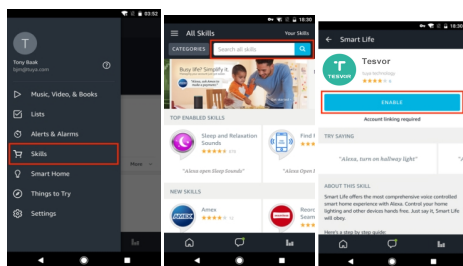 03:52
T
Tony Baak
Music, Video, & Books
Lists
Alerts & Alarms
Skills
Smart Home
Things to Try
Settings
18:30
All Skills
Your Skills
CATEGORIES
Search all skills
Busy life? Simplify it.
TOP ENABLED SKILLS
Sleep and Relaxation
Sounds
Find
"Alexa open Sleep Sounds"
"Alexa Open
NEW SKILLS
AMEX
Amex
Reor
Seam
18:30
Smart Life
TESVOR
Tesvor
ENABLE
Account linking required
TRY SAYING
"Alexa, turn on hallway light"
ABOUT THIS SKILL
Smart Life offers the most comprehensive voice controlled
smart home experience with Alexa. Control your home
lighting and other devices hands free. Just say it, Smart Life
will obey.
Here's a step by step guide: